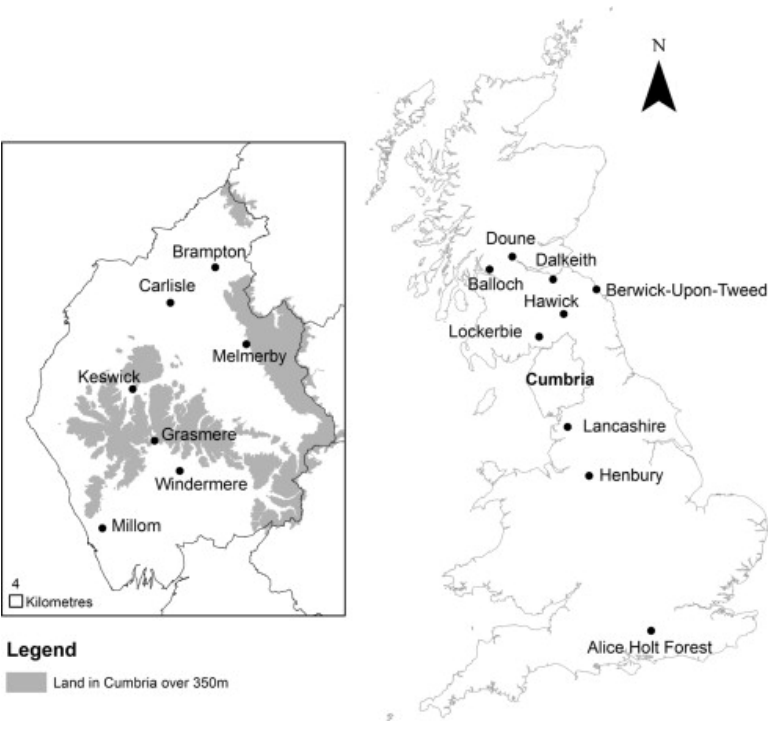 N
Doune
Dalkeith
Balloch
Berwick-Upon-Tweed
Hawick
Lockerbie
Cumbria
Lancashire
Henbury
Alice Holt Forest
Brampton
Carlisle
Melmerby
Keswick
Grasmere
Windermere
Millom
4
Kilometres
Legend
Land in Cumbria over 350m